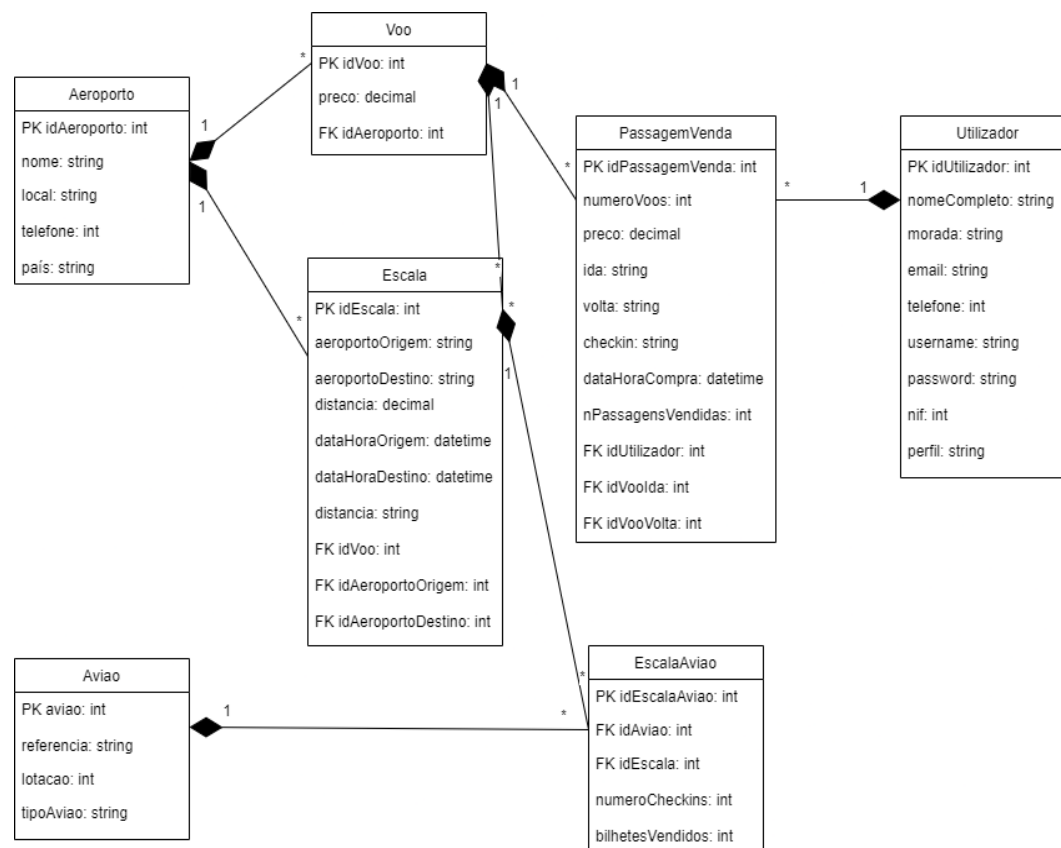 Voo
PK idVoo: int
preco: decimal
FK idAeroporto: int
Aeroporto
PK idAeroporto: int
nome: string
local: string
telefone: int
país: string
PassagemVenda
PK idPassagemVenda: int
numeroVoos: int
preco: decimal
ida: string
volta: string
checkin: string
dataHoraCompra: datetime
nPassagensVendidas: int
FK idUtilizador: int
FK idVooIda: int
FK idVooVolta: int
Utilizador
PK idUtilizador: int
nomeCompleto: string
morada: string
email: string
telefone: int
username: string
password: string
nif: int
perfil: string
Escala
PK idEscala: int
aeroportoOrigem: string
aeroportoDestino: string
distancia: decimal
dataHoraOrigem: datetime
dataHoraDestino: datetime
distancia: string
FK idVoo: int
FK idAeroportoOrigem: int
FK idAeroportoDestino: int
Aviao
PK aviao: int
referencia: string
lotacao: int
tipoAviao: string
EscalaAviao
PK idEscalaAviao: int
FK idAviao: int
FK idEscala: int
numeroCheckins: int
bilhetesVendidos: int
1
*
1
*
1
*
1
*
*
1
*
1
*
1
*